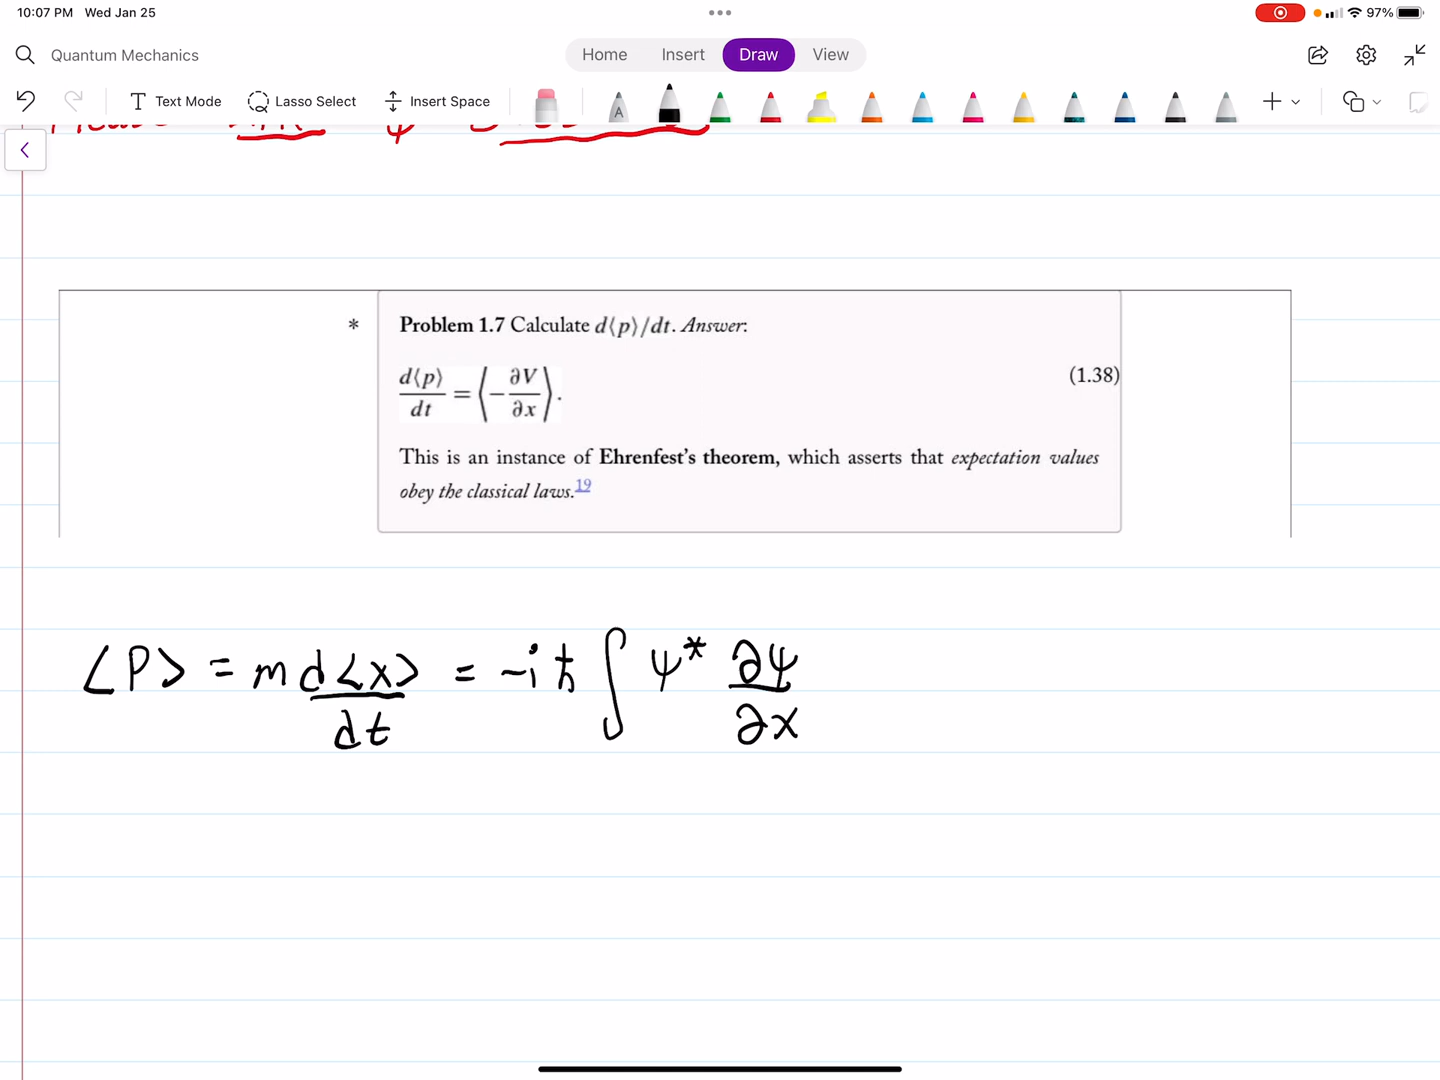 10:07 PM Wed Jan 25
97%
Quantum Mechanics
Home Insert Draw View
Text Mode Lasso Select Insert Space
A
ψ
* Problem 1.7 Calculate d⟨p⟩/dt. Answer:
d⟨p⟩/dt = ⟨−∂V/∂x⟩. (1.38)
This is an instance of Ehrenfest's theorem, which asserts that expectation values
obey the classical laws.19
⟨P⟩ = m d⟨x⟩/dt = -iħ ∫ ψ* ∂ψ/∂x